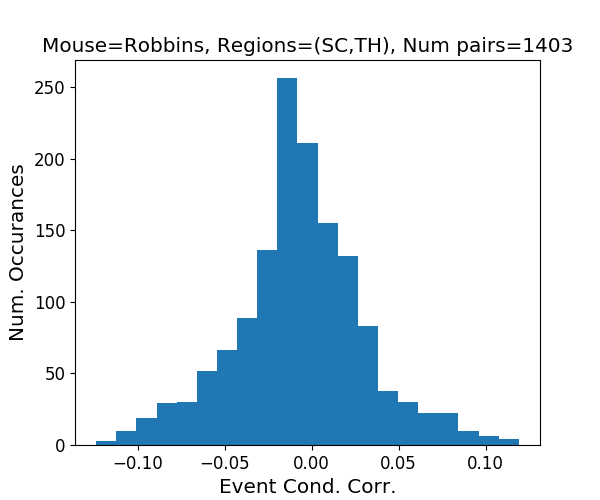 Mouse=Robbins, Regions=(SC,TH), Num pairs=1403
250
200
150
100
50
0
Num. Occurances
−0.10 −0.05 0.00 0.05 0.10
Event Cond. Corr.